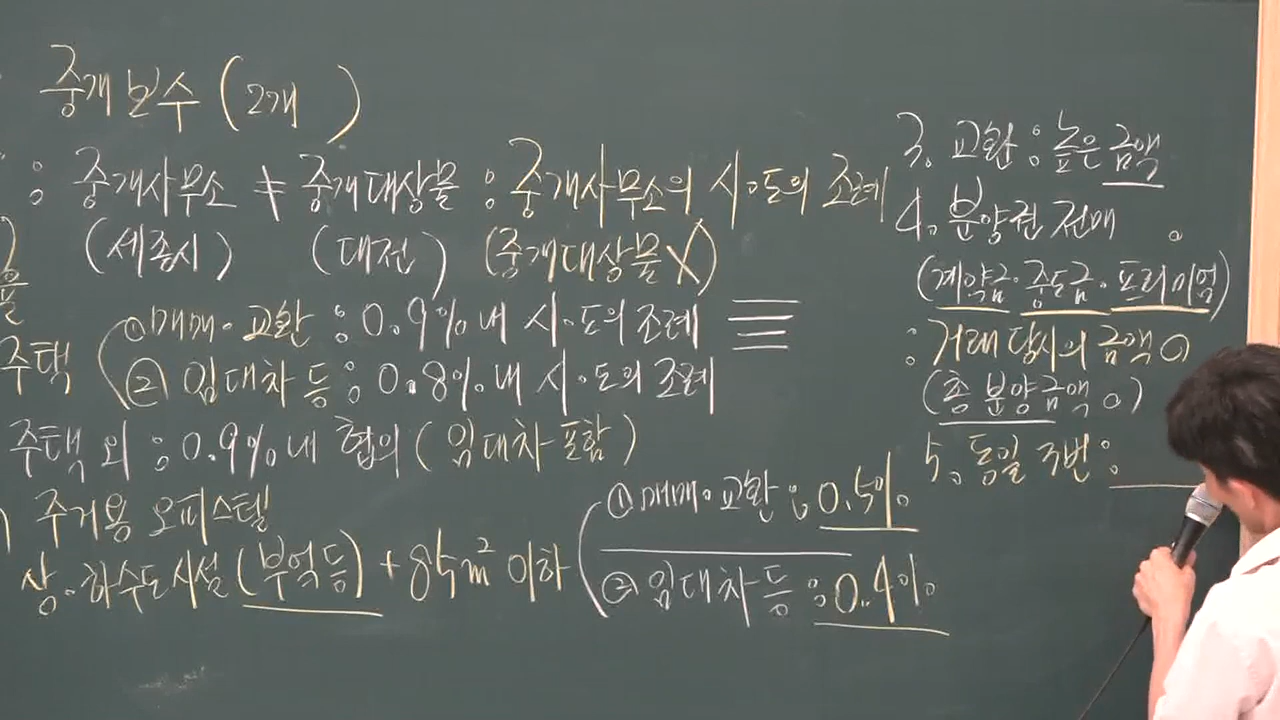 중개보수 (2개 )
: 중개사무소 ≠ 중개대상물 : 중개사무소의 시·도의 조례
(세종시) (대전) (중개대상물 X)
율
주택 ( ① 매매·교환 : 0.9% 내 시·도의 조례
② 임대차 등 : 0.8% 내 시·도의 조례
주택 외 : 0.9% 내 협의 (임대차 포함)
) 주거용 오피스텔
상·하수도시설 (부엌 등) + 85m² 이하
① 매매·교환 : 0.5%
② 임대차 등 : 0.4%
3. 교환 : 높은 금액
4. 분양권 전매 o
(계약금·중도금·프리미엄)
: 거래 당시의 금액 o
(총 분양금액 o)
5. 동일 3번 :